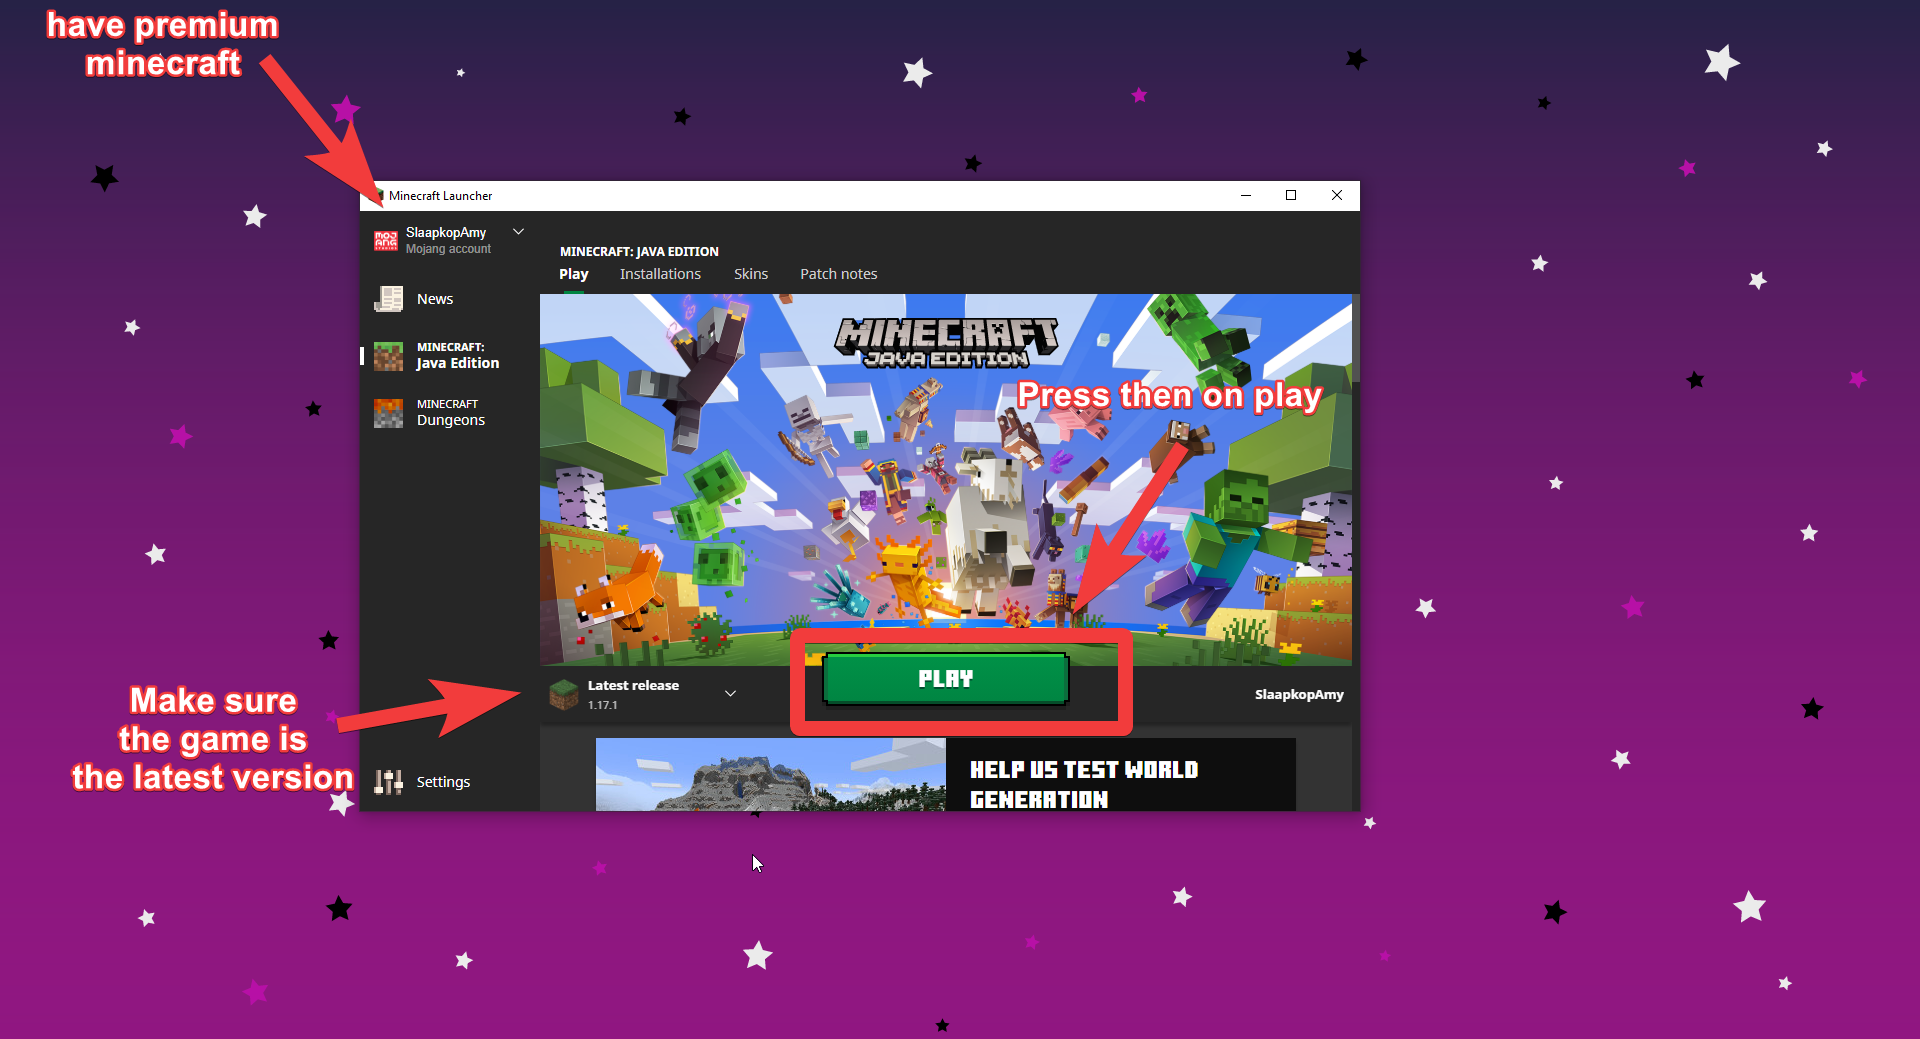 have premium
minecraft
Minecraft Launcher
MOJ
ANG
SlaapkopAmy
Mojang account
News
MINECRAFT:
Java Edition
MINECRAFT
Dungeons
Settings
MINECRAFT: JAVA EDITION
Play Installations Skins Patch notes
MINECRAFT
JAVA EDITION
Press then on play
Make sure
the game is
the latest version
Latest release
1.17.1
PLAY
SlaapkopAmy
HELP US TEST WORLD
GENERATION